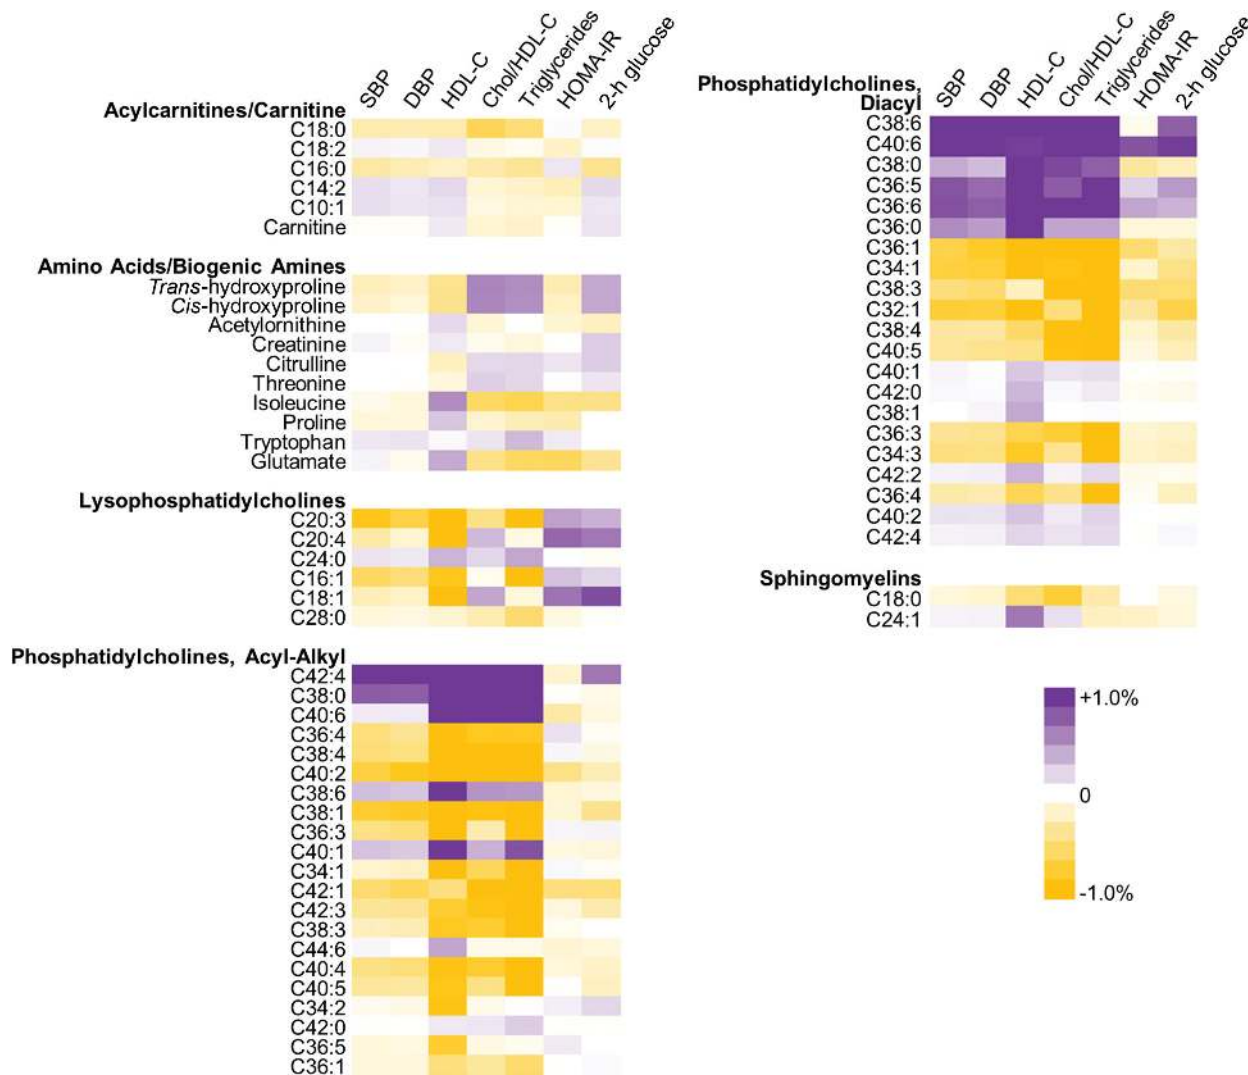 SBP
DBP
HDL-C
Chol/HDL-C
Triglycerides
HOMA-IR
2-h glucose
Acylcarnitines/Carnitine
C18:0
C18:2
C16:0
C14:2
C10:1
Carnitine
Amino Acids/Biogenic Amines
Trans-hydroxyproline
Cis-hydroxyproline
Acetylornithine
Creatinine
Citrulline
Threonine
Isoleucine
Proline
Tryptophan
Glutamate
Lysophosphatidylcholines
C20:3
C20:4
C24:0
C16:1
C18:1
C28:0
Phosphatidylcholines, Acyl-Alkyl
C42:4
C38:0
C40:6
C36:4
C38:4
C40:2
C38:6
C38:1
C36:3
C40:1
C34:1
C42:1
C42:3
C38:3
C44:6
C40:4
C40:5
C34:2
C42:0
C36:5
C36:1
SBP
DBP
HDL-C
Chol/HDL-C
Triglycerides
HOMA-IR
2-h glucose
Phosphatidylcholines,
Diacyl
C38:6
C40:6
C38:0
C36:5
C36:6
C36:0
C36:1
C34:1
C38:3
C32:1
C38:4
C40:5
C40:1
C42:0
C38:1
C36:3
C34:3
C42:2
C36:4
C40:2
C42:4
Sphingomyelins
C18:0
C24:1
+1.0%
0
-1.0%